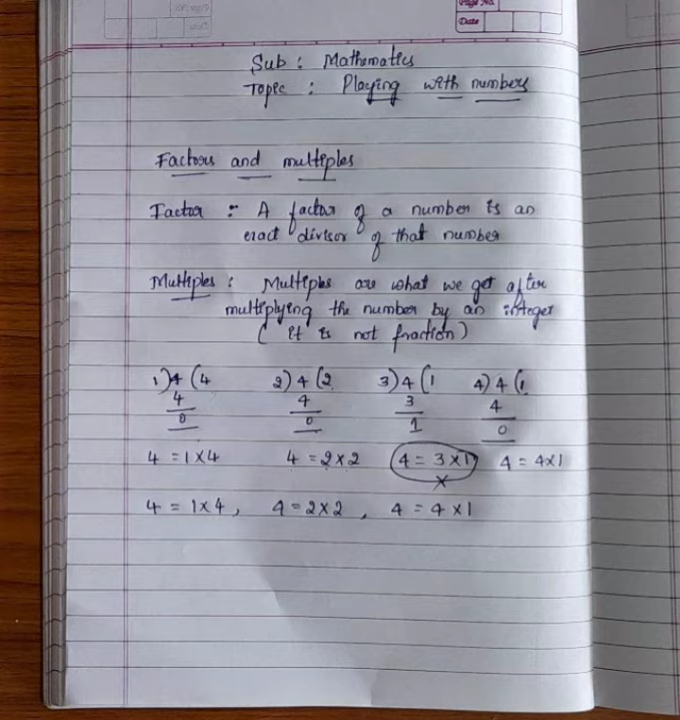 Page No.
Date
Sub : Mathematics
Topic : Playing with numbers
Factors and multiples
Factor :- A factor of a number is an
exact divisor of that number
Multiples : Multiples are what we get after
multiplying the number by an integer
( it is not fraction)
1)4(4 2)4(2 3)4(1 4)4(1
4 4 3 4
0 0 1 0
4 = 1×4 4 = 2×2 4 = 3×1 4 = 4×1
×
4 = 1×4, 4 = 2×2, 4 = 4×1